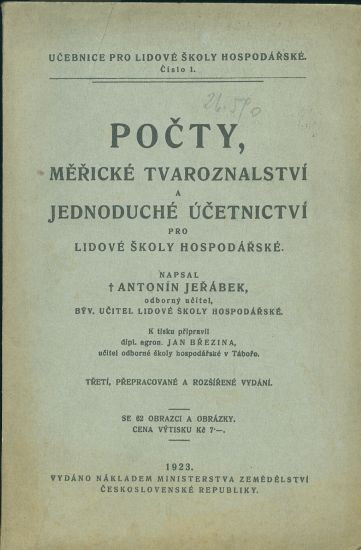 UČEBNICE PRO LIDOVÉ ŠKOLY HOSPODÁŘSKÉ.
Číslo 1.
POČTY,
MĚŘICKÉ TVAROZNALSTVÍ
A
JEDNODUCHÉ ÚČETNICTVÍ
PRO
LIDOVÉ ŠKOLY HOSPODÁŘSKÉ.
NAPSAL
† ANTONÍN JEŘÁBEK,
odborný učitel,
BÝV. UČITEL LIDOVÉ ŠKOLY HOSPODÁŘSKÉ.
K tisku připravil
dipl. agron. JAN BŘEZINA,
učitel odborné školy hospodářské v Táboře.
TŘETÍ, PŘEPRACOVANÉ A ROZŠÍŘENÉ VYDÁNÍ.
SE 62 OBRAZCI A OBRÁZKY.
CENA VÝTISKU Kč 7·—.
1923.
VYDÁNO NÁKLADEM MINISTERSTVA ZEMĚDĚLSTVÍ
ČESKOSLOVENSKÉ REPUBLIKY.